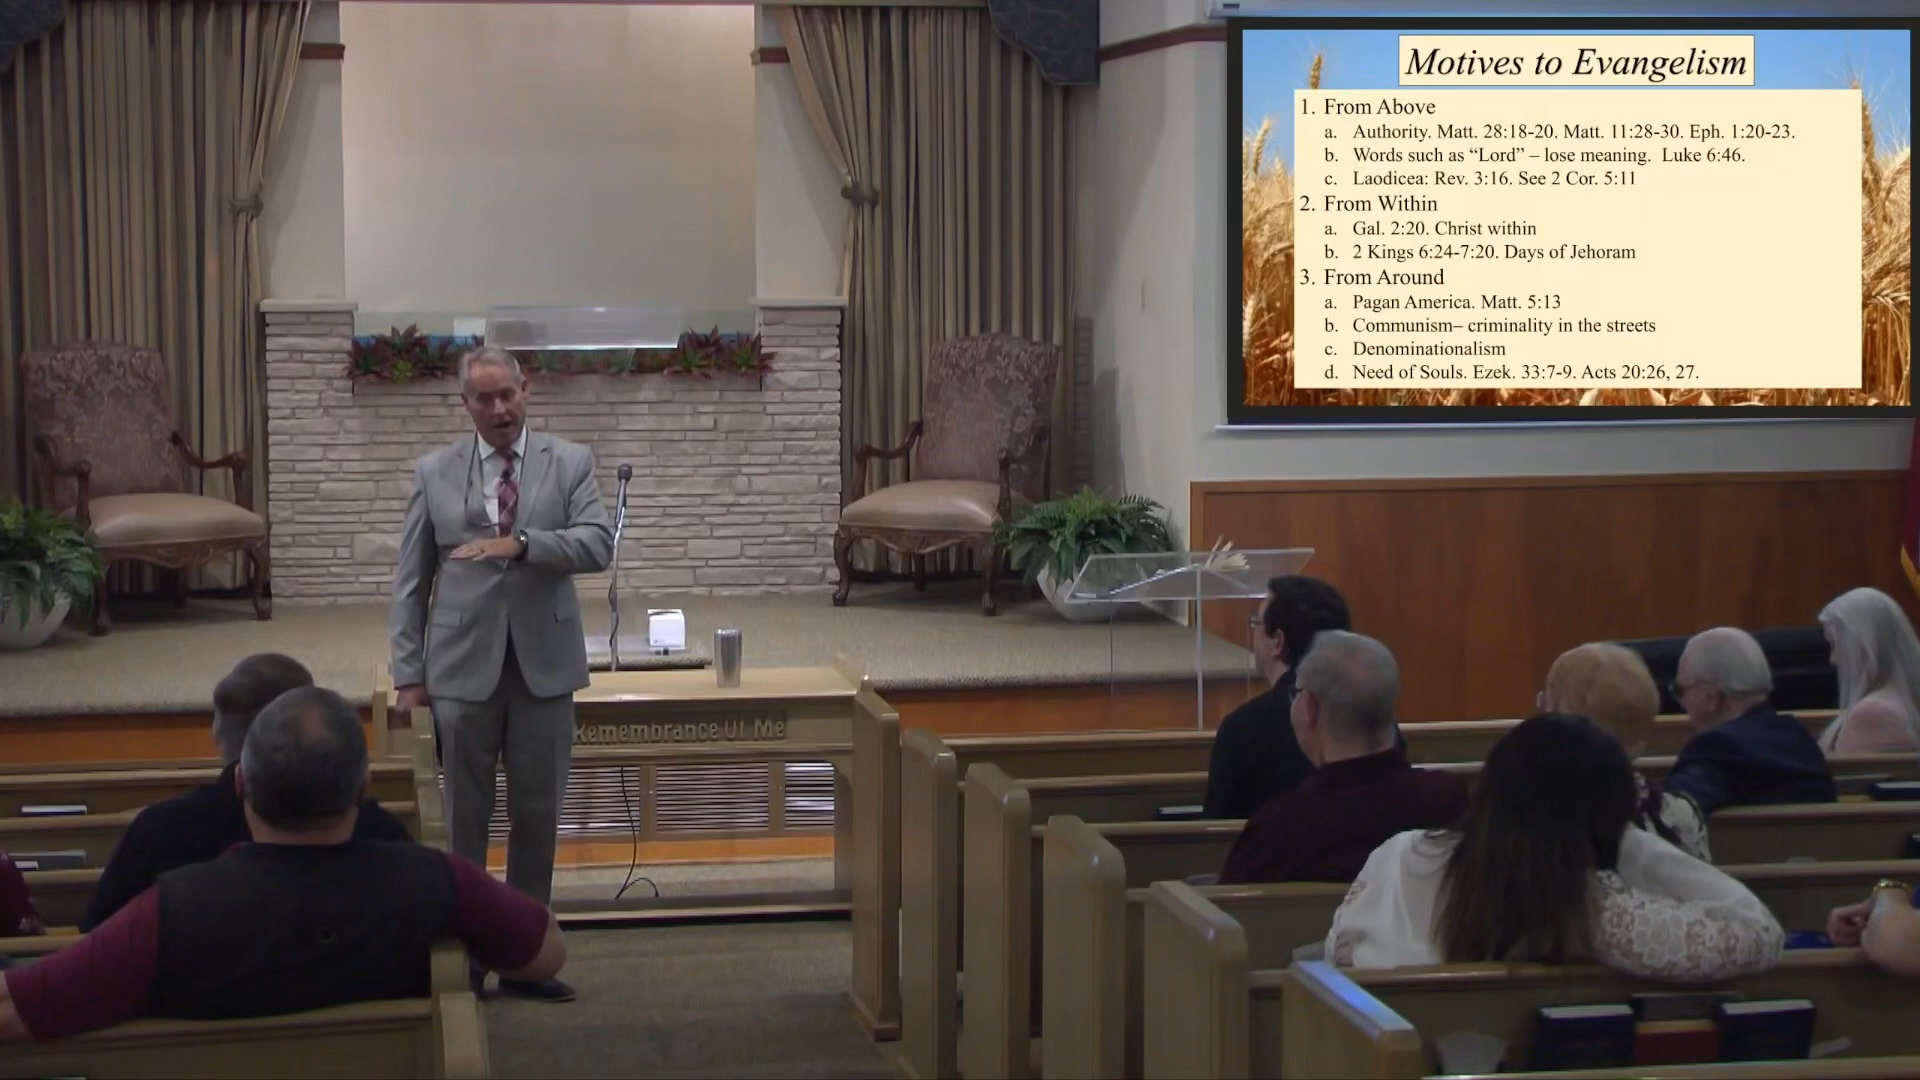 Motives to Evangelism
1. From Above
a. Authority. Matt. 28:18-20. Matt. 11:28-30. Eph. 1:20-23.
b. Words such as “Lord” – lose meaning. Luke 6:46.
c. Laodicea: Rev. 3:16. See 2 Cor. 5:11
2. From Within
a. Gal. 2:20. Christ within
b. 2 Kings 6:24-7:20. Days of Jehoram
3. From Around
a. Pagan America. Matt. 5:13
b. Communism– criminality in the streets
c. Denominationalism
d. Need of Souls. Ezek. 33:7-9. Acts 20:26, 27.
Remembrance Of Me